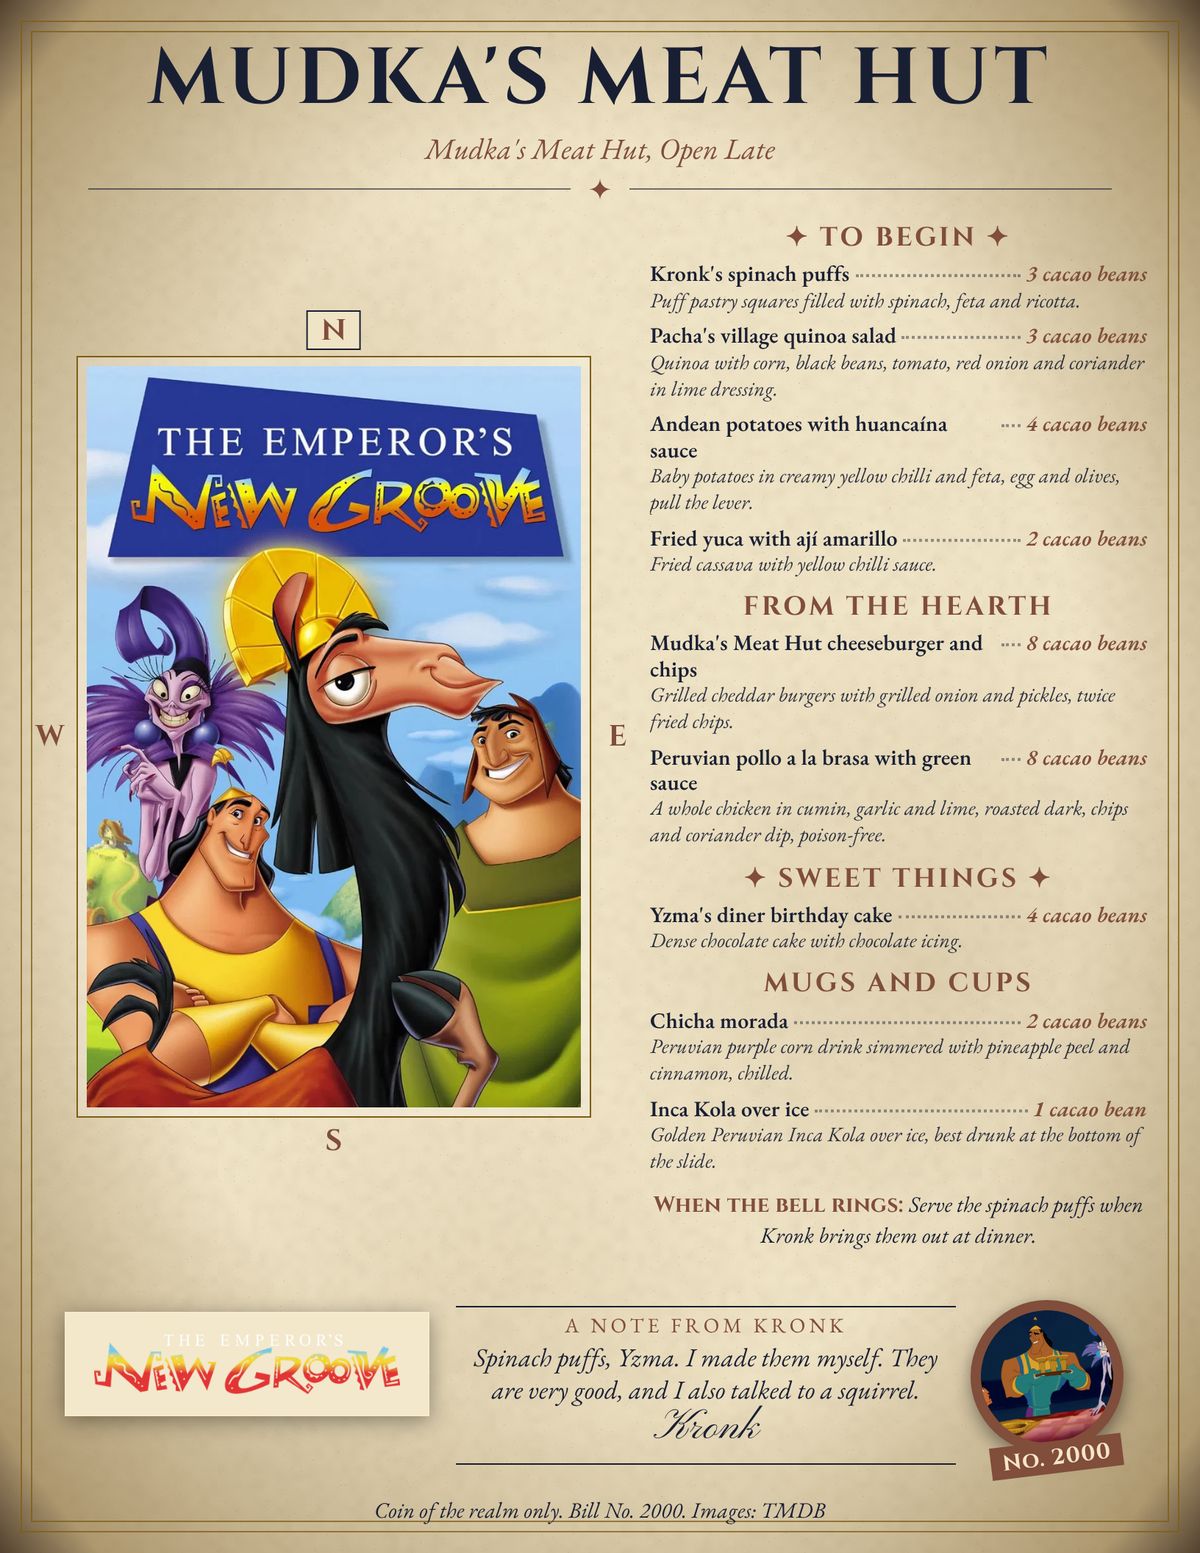 MUDKA'S MEAT HUT
Mudka's Meat Hut, Open Late
N
THE EMPEROR'S
NEW GROOVE
W
E
S
TO BEGIN
Kronk's spinach puffs 3 cacao beans
Puff pastry squares filled with spinach, feta and ricotta.
Pacha's village quinoa salad 3 cacao beans
Quinoa with corn, black beans, tomato, red onion and coriander
in lime dressing.
Andean potatoes with huancaína 4 cacao beans
sauce
Baby potatoes in creamy yellow chilli and feta, egg and olives,
pull the lever.
Fried yuca with ají amarillo 2 cacao beans
Fried cassava with yellow chilli sauce.
FROM THE HEARTH
Mudka's Meat Hut cheeseburger and 8 cacao beans
chips
Grilled cheddar burgers with grilled onion and pickles, twice
fried chips.
Peruvian pollo a la brasa with green 8 cacao beans
sauce
A whole chicken in cumin, garlic and lime, roasted dark, chips
and coriander dip, poison-free.
SWEET THINGS
Yzma's diner birthday cake 4 cacao beans
Dense chocolate cake with chocolate icing.
MUGS AND CUPS
Chicha morada 2 cacao beans
Peruvian purple corn drink simmered with pineapple peel and
cinnamon, chilled.
Inca Kola over ice 1 cacao bean
Golden Peruvian Inca Kola over ice, best drunk at the bottom of
the slide.
WHEN THE BELL RINGS: Serve the spinach puffs when
Kronk brings them out at dinner.
THE EMPEROR'S
NEW GROOVE
A NOTE FROM KRONK
Spinach puffs, Yzma. I made them myself. They
are very good, and I also talked to a squirrel.
Kronk
NO. 2000
Coin of the realm only. Bill No. 2000. Images: TMDB